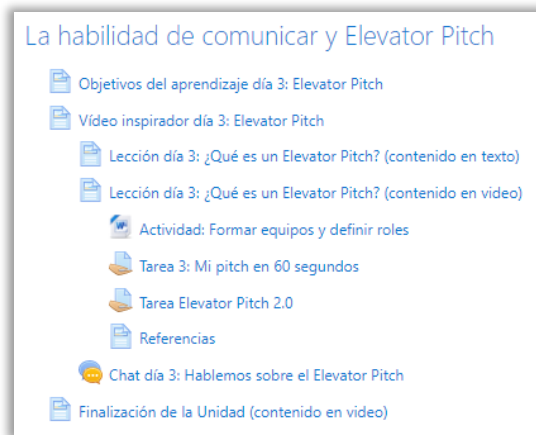 La habilidad de comunicar y Elevator Pitch
Objetivos del aprendizaje día 3: Elevator Pitch
Vídeo inspirador día 3: Elevator Pitch
Lección día 3: ¿Qué es un Elevator Pitch? (contenido en texto)
Lección día 3: ¿Qué es un Elevator Pitch? (contenido en video)
Actividad: Formar equipos y definir roles
Tarea 3: Mi pitch en 60 segundos
Tarea Elevator Pitch 2.0
Referencias
Chat día 3: Hablemos sobre el Elevator Pitch
Finalización de la Unidad (contenido en video)